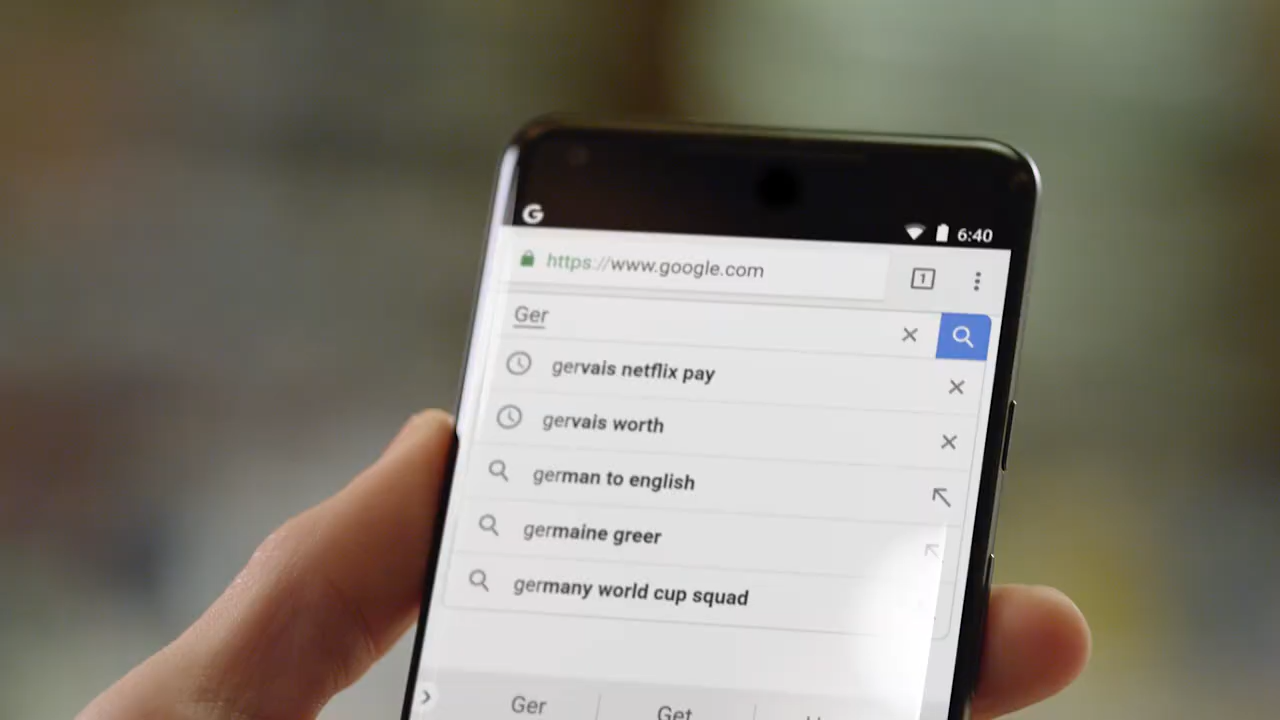 G
6:40
https://www.google.com
1
Ger
gervais netflix pay
gervais worth
german to english
germaine greer
germany world cup squad
Ger
Get